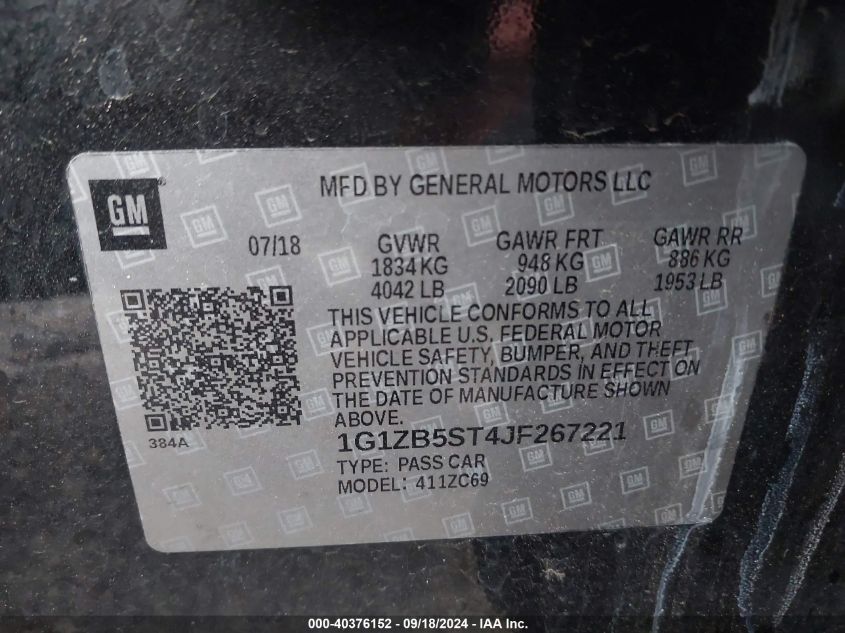 GM
®
MFD BY GENERAL MOTORS LLC
07/18 GVWR GAWR FRT GAWR RR
1834 KG 948 KG 886 KG
4042 LB 2090 LB 1953 LB
THIS VEHICLE CONFORMS TO ALL
APPLICABLE U.S. FEDERAL MOTOR
VEHICLE SAFETY, BUMPER, AND THEFT
PREVENTION STANDARDS IN EFFECT ON
THE DATE OF MANUFACTURE SHOWN
ABOVE.
384A
1G1ZB5ST4JF267221
TYPE: PASS CAR
MODEL: 411ZC69
000-40376152 - 09/18/2024 - IAA Inc.